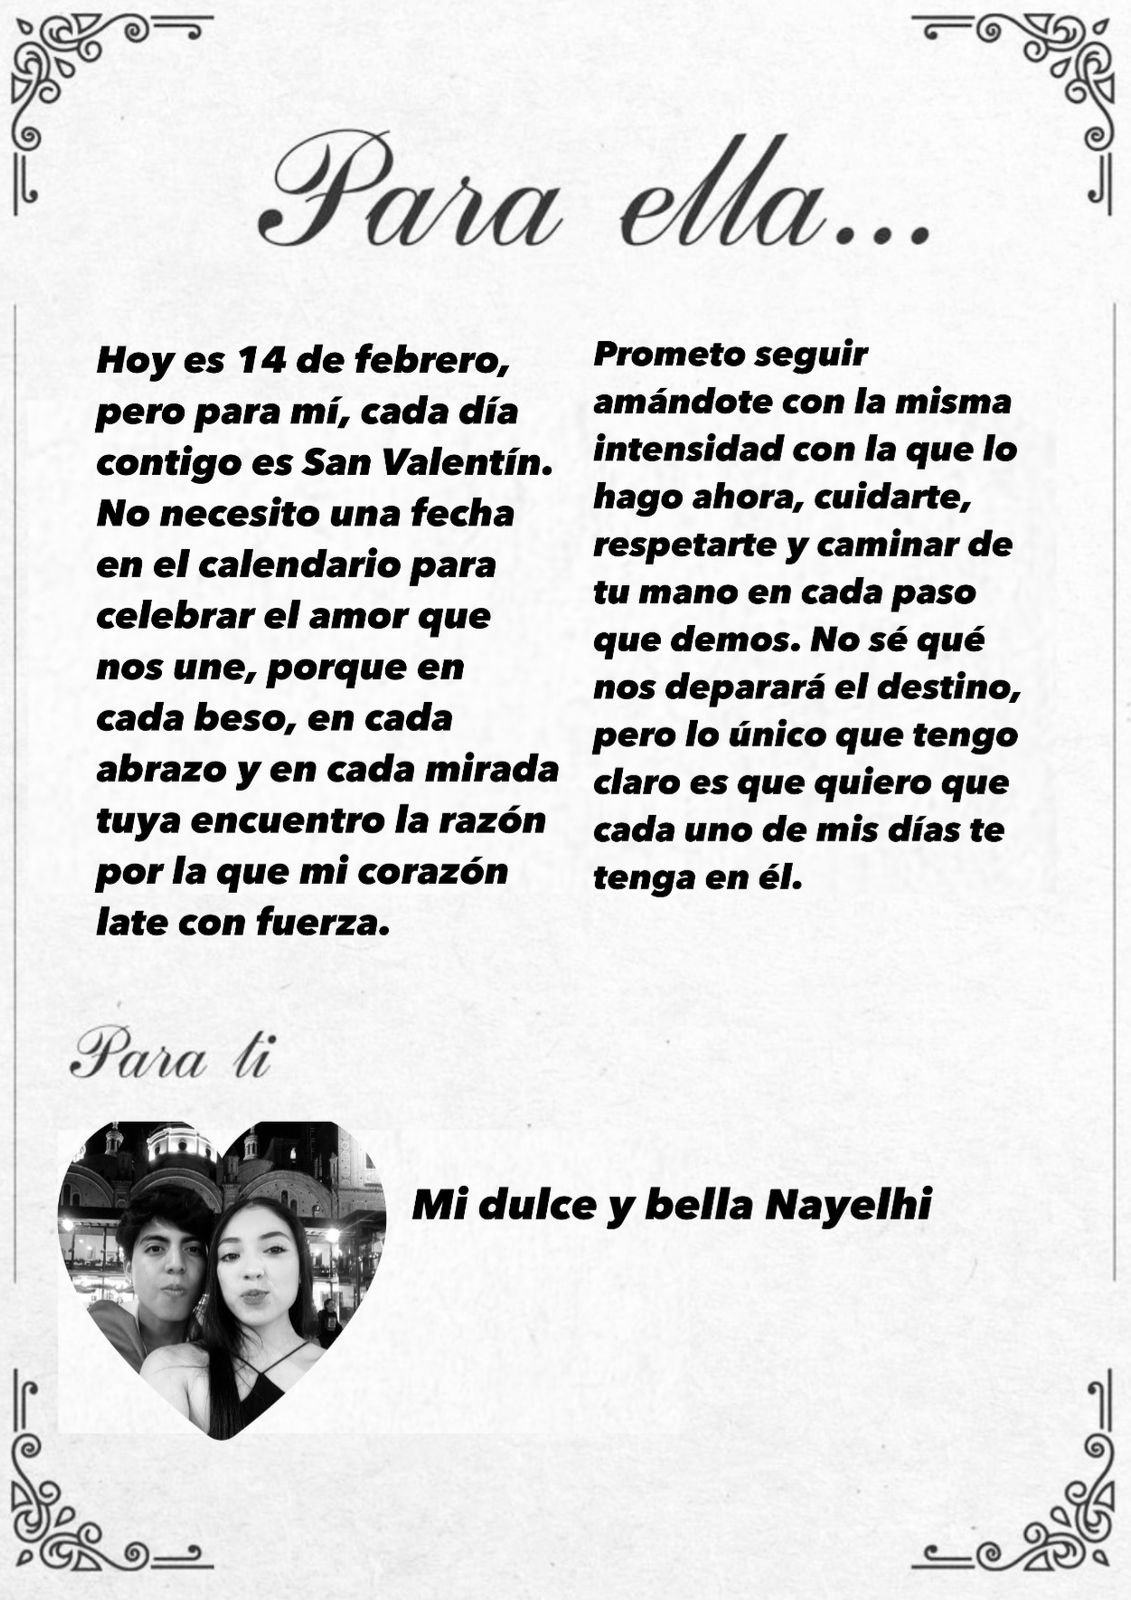 Para ella...
Hoy es 14 de febrero,
pero para mí, cada día
contigo es San Valentín.
No necesito una fecha
en el calendario para
celebrar el amor que
nos une, porque en
cada beso, en cada
abrazo y en cada mirada
tuya encuentro la razón
por la que mi corazón
late con fuerza.
Prometo seguir
amándote con la misma
intensidad con la que lo
hago ahora, cuidarte,
respetarte y caminar de
tu mano en cada paso
que demos. No sé qué
nos deparará el destino,
pero lo único que tengo
claro es que quiero que
cada uno de mis días te
tenga en él.
Para ti
Mi dulce y bella Nayelhi